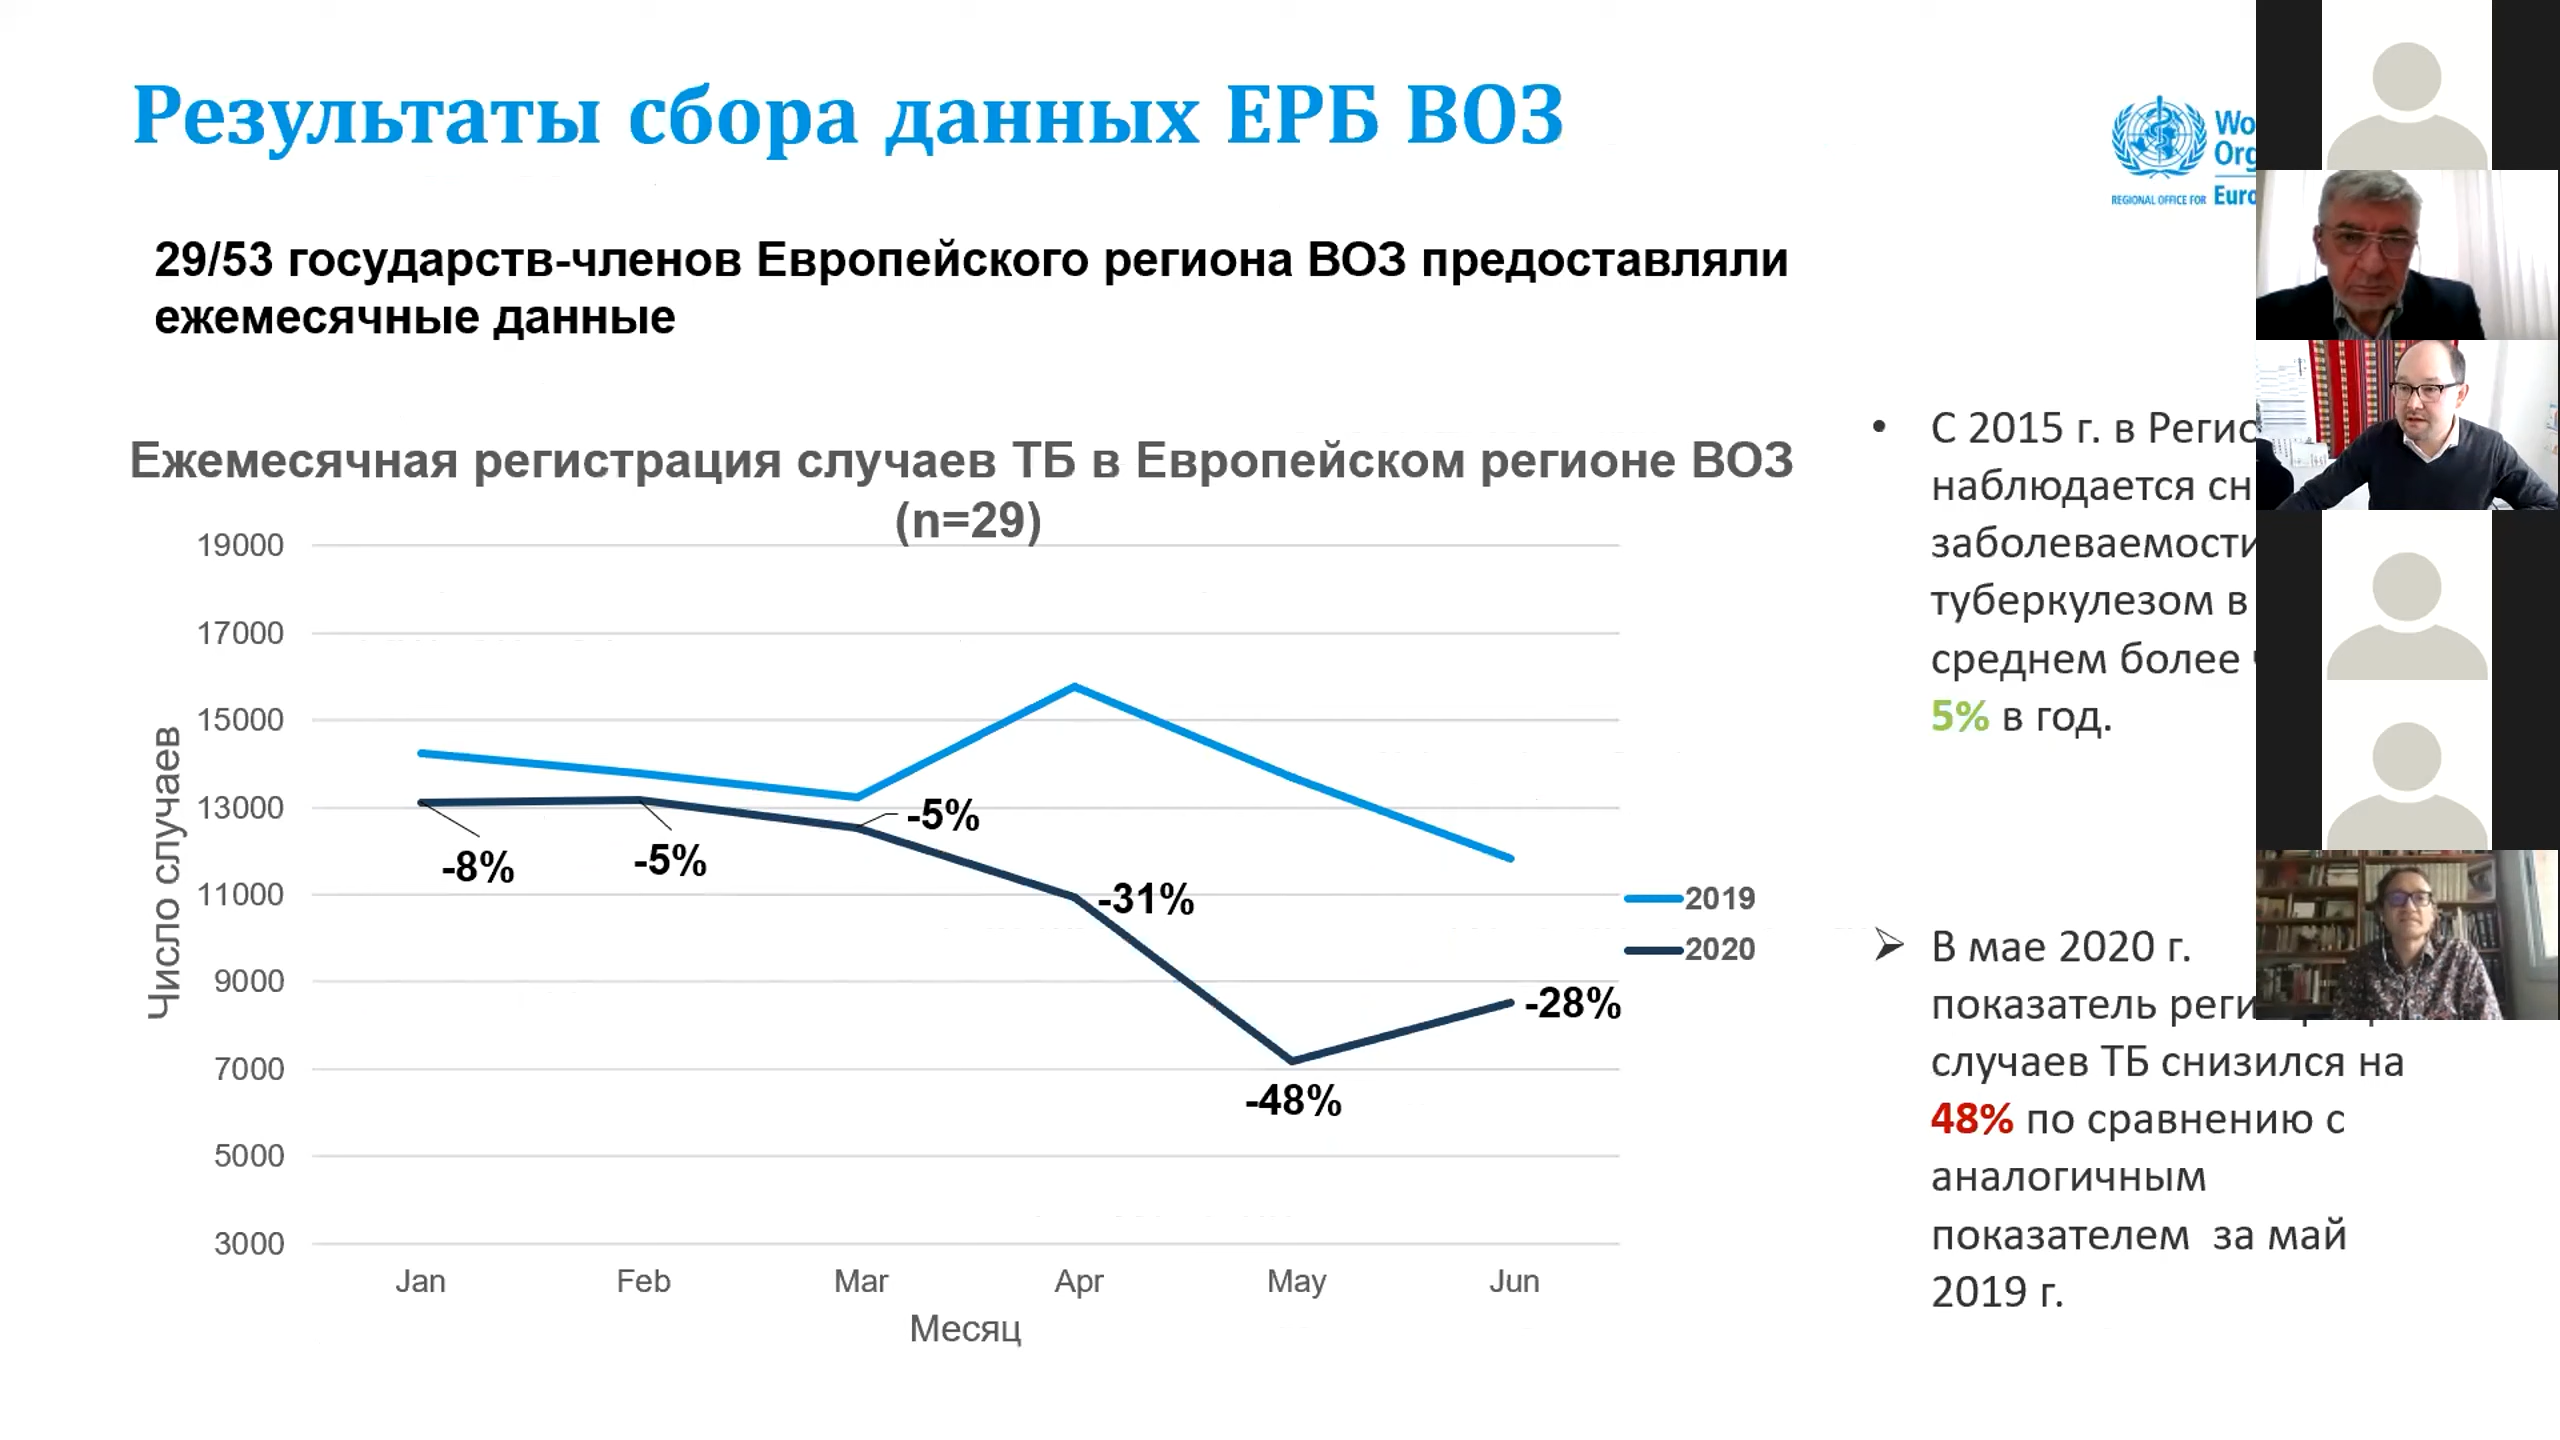 Результаты сбора данных ЕРБ ВОЗ
REGIONAL OFFICE FOR
29/53 государств-членов Европейского региона ВОЗ предоставляли
ежемесячные данные
Ежемесячная регистрация случаев ТБ в Европейском регионе ВОЗ
(n=29)
19000
17000
15000
13000
11000
9000
7000
5000
3000
Число случаев
-8%
-5%
-5%
-31%
-48%
-28%
2019
2020
Jan Feb Mar Apr May Jun
Месяц
• С 2015 г. в
наблюдается
заболеваемости
туберкулезом в
среднем более
5% в год.
В мае 2020 г.
показатель
случаев ТБ снизился на
48% по сравнению с
аналогичным
показателем за май
2019 г.